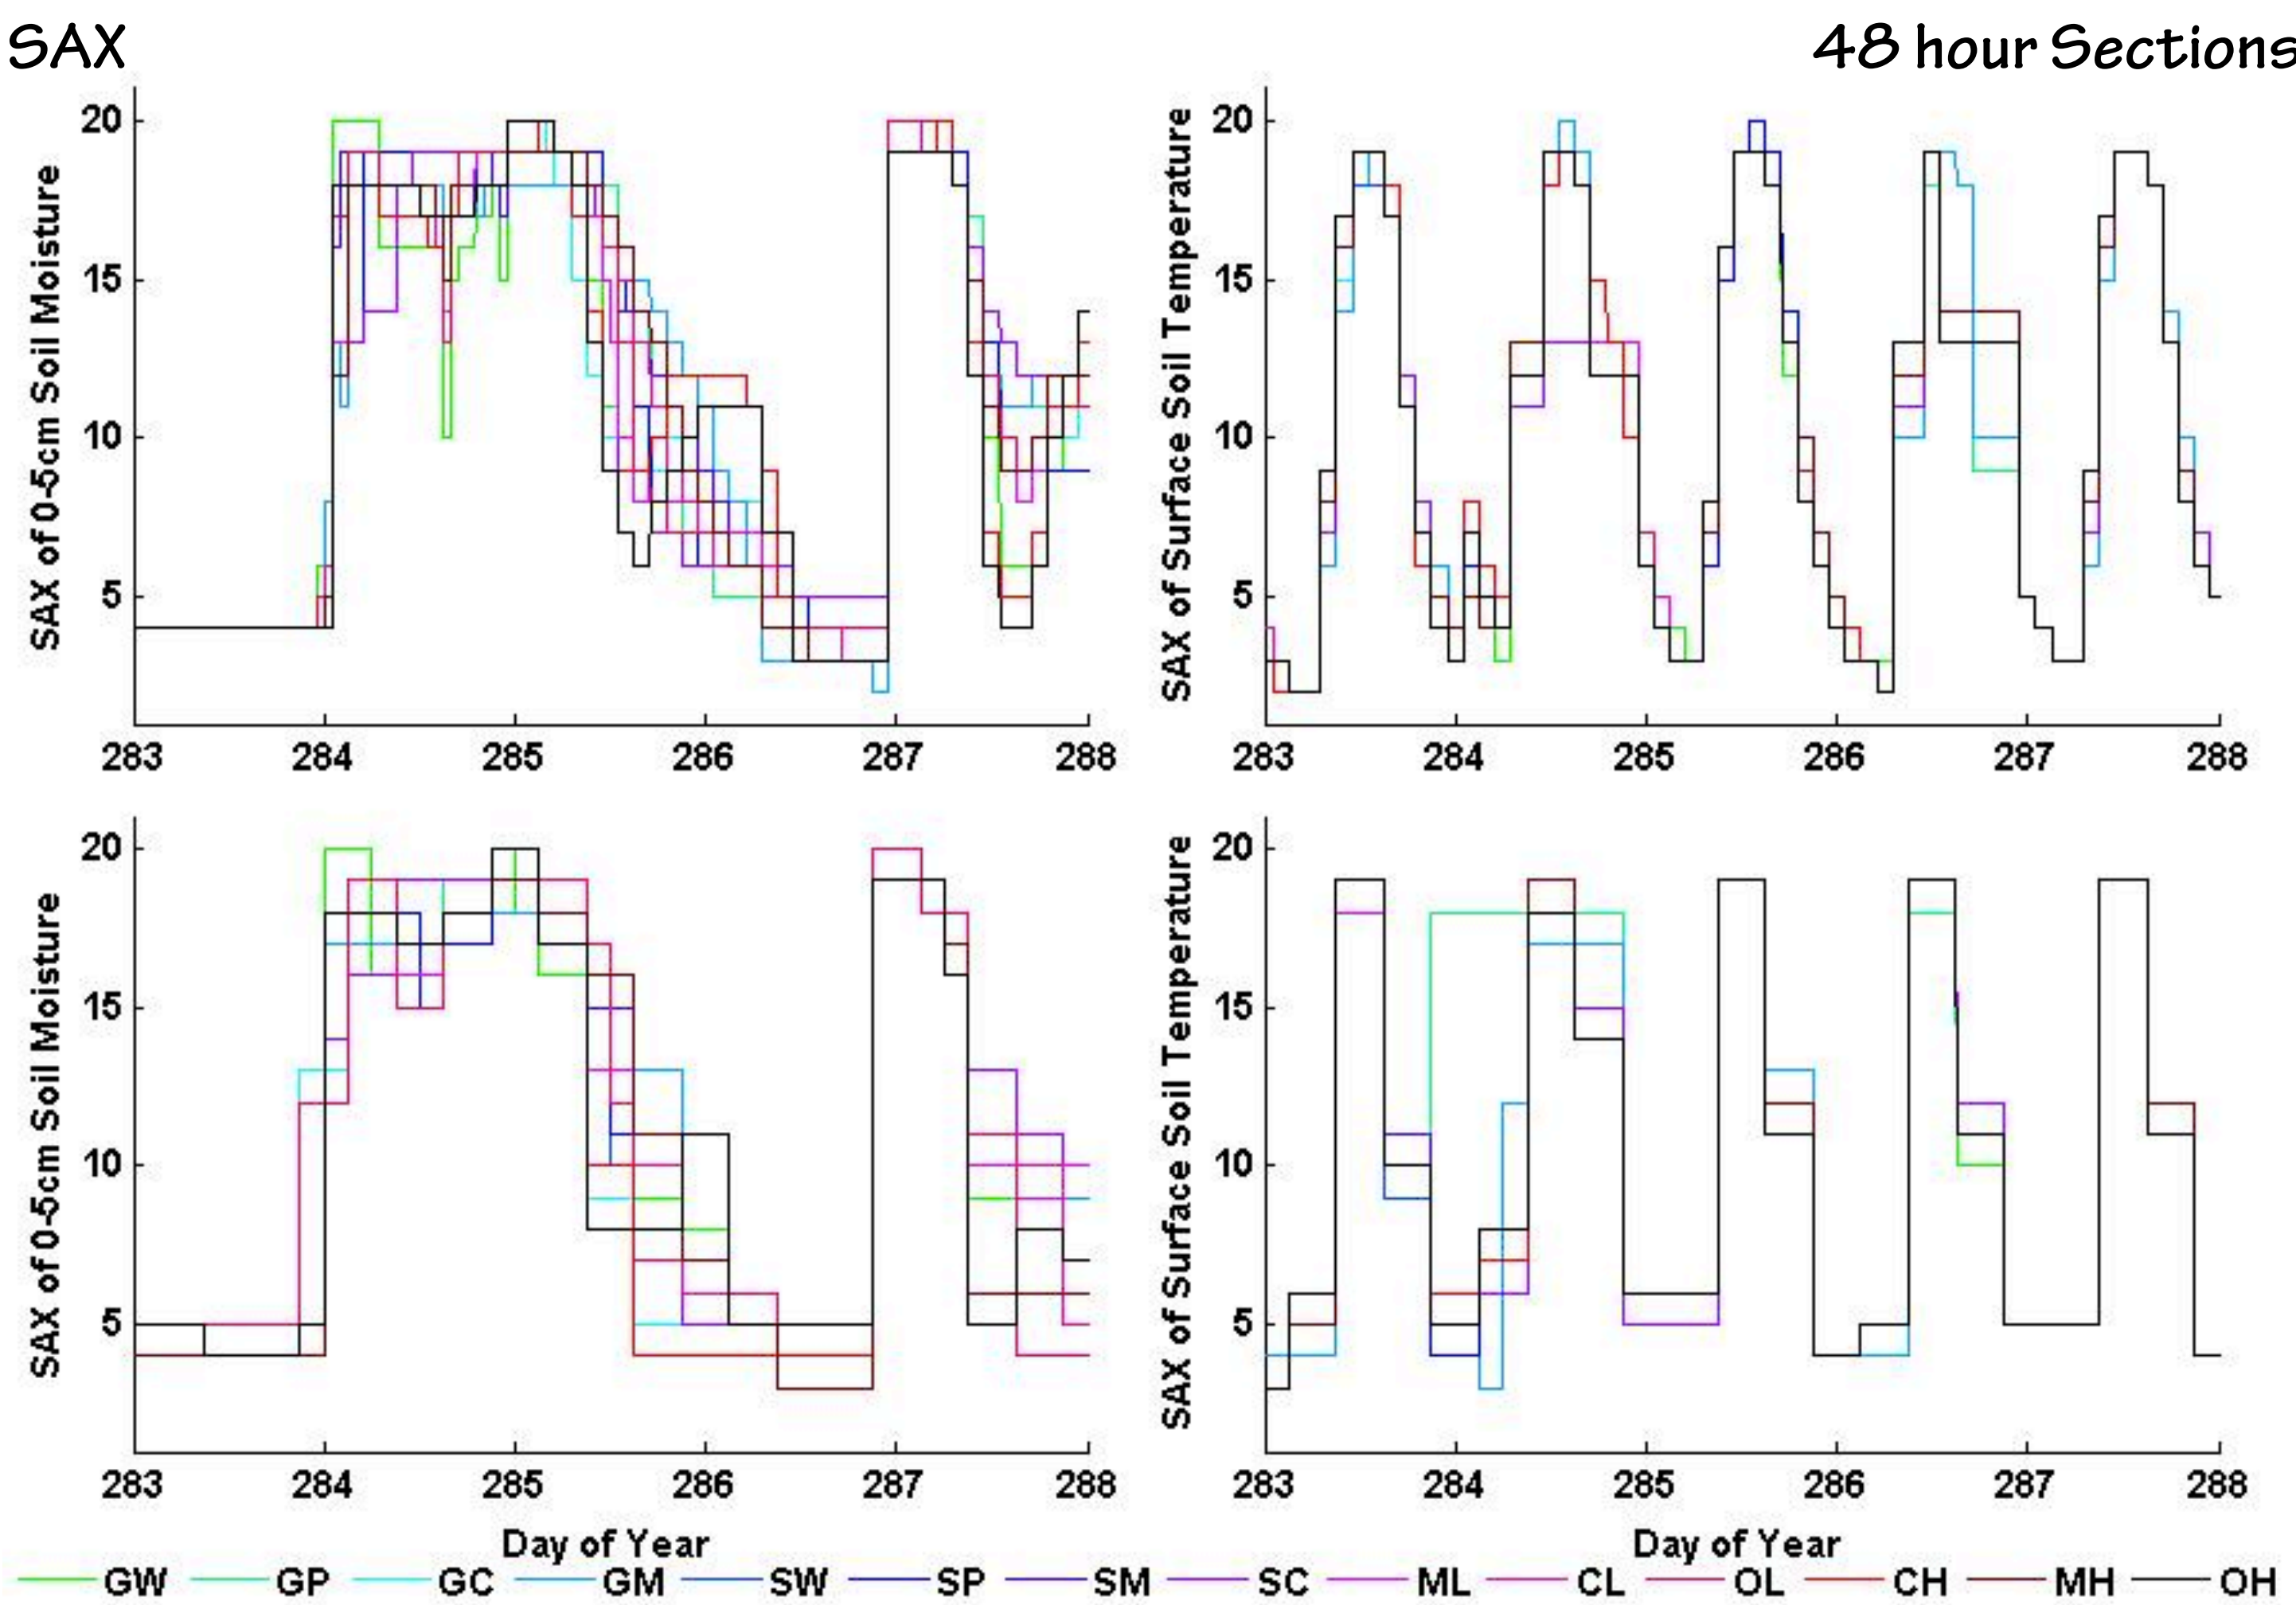 SAX
48 hour Sections
SAX of 0-5cm Soil Moisture
20
15
10
5
283 284 285 286 287 288
SAX of Surface Soil Temperature
20
15
10
5
283 284 285 286 287 288
SAX of 0-5cm Soil Moisture
20
15
10
5
283 284 285 286 287 288
Day of Year
SAX of Surface Soil Temperature
20
15
10
5
283 284 285 286 287 288
Day of Year
GW GP GC GM SW SP SM SC ML CL OL CH MH OH